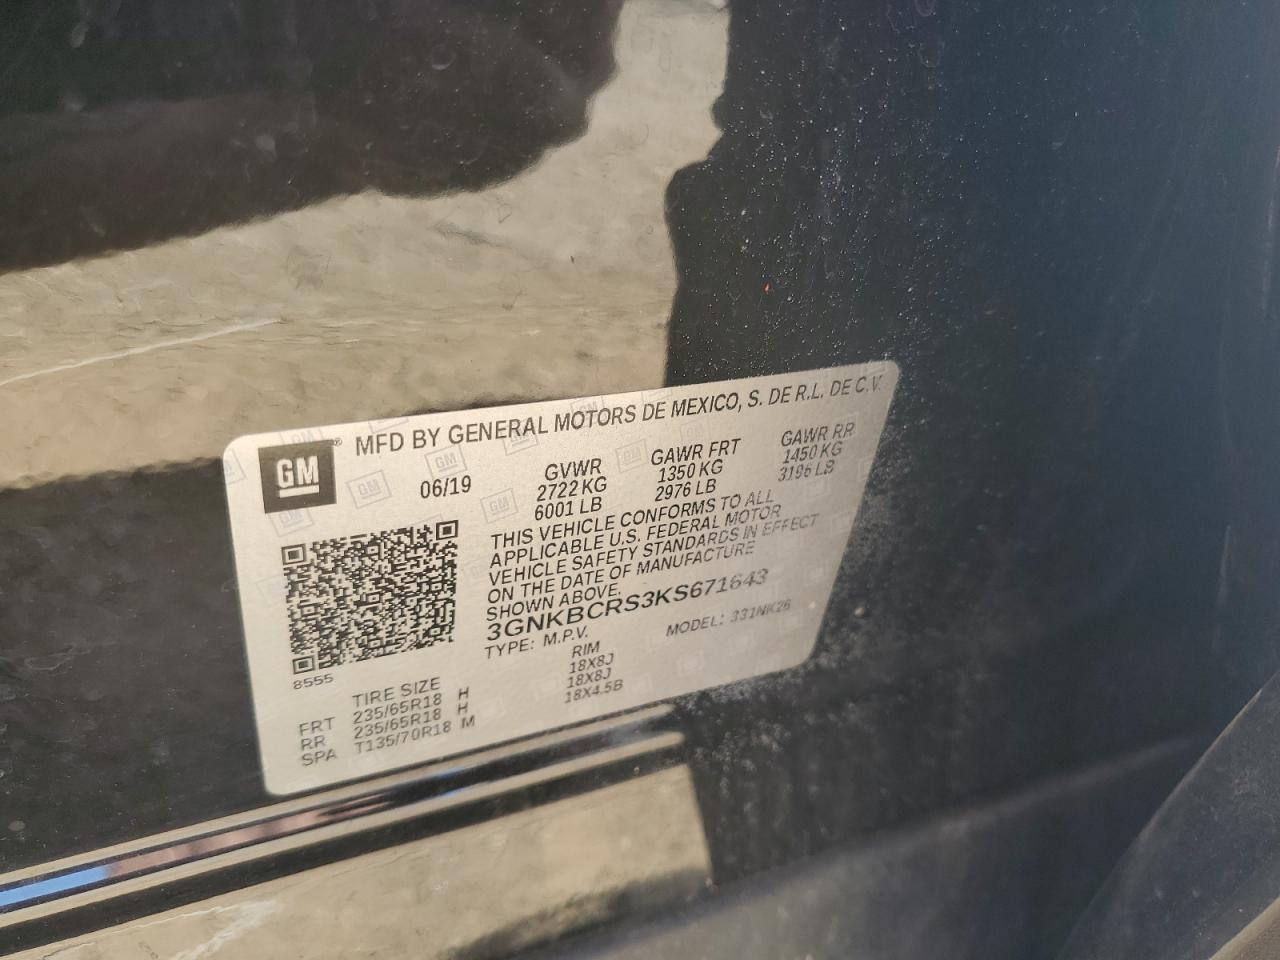 GM
® MFD BY GENERAL MOTORS DE MEXICO, S. DE R.L. DE C.V.
06/19
GVWR
2722 KG
6001 LB
GAWR FRT
1350 KG
2976 LB
GAWR RR
1450 KG
3196 LB
THIS VEHICLE CONFORMS TO ALL
APPLICABLE U.S. FEDERAL MOTOR
VEHICLE SAFETY STANDARDS IN EFFECT
ON THE DATE OF MANUFACTURE
SHOWN ABOVE.
3GNKBCRS3KS671643
TYPE: M.P.V.
MODEL: 331NK26
8555
TIRE SIZE RIM
FRT 235/65R18 H 18X8J
RR 235/65R18 H 18X8J
SPA T135/70R18 M 18X4.5B